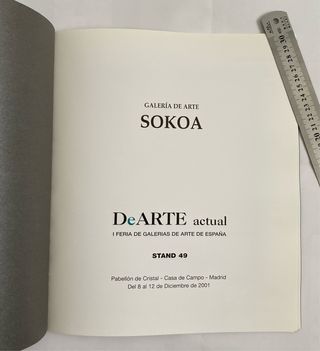 GALERÍA DE ARTE
SOKOA
DeARTE actual
I FERIA DE GALERIAS DE ARTE DE ESPAÑA
STAND 49
Pabellón de Cristal - Casa de Campo - Madrid
Del 8 al 12 de Diciembre de 2001